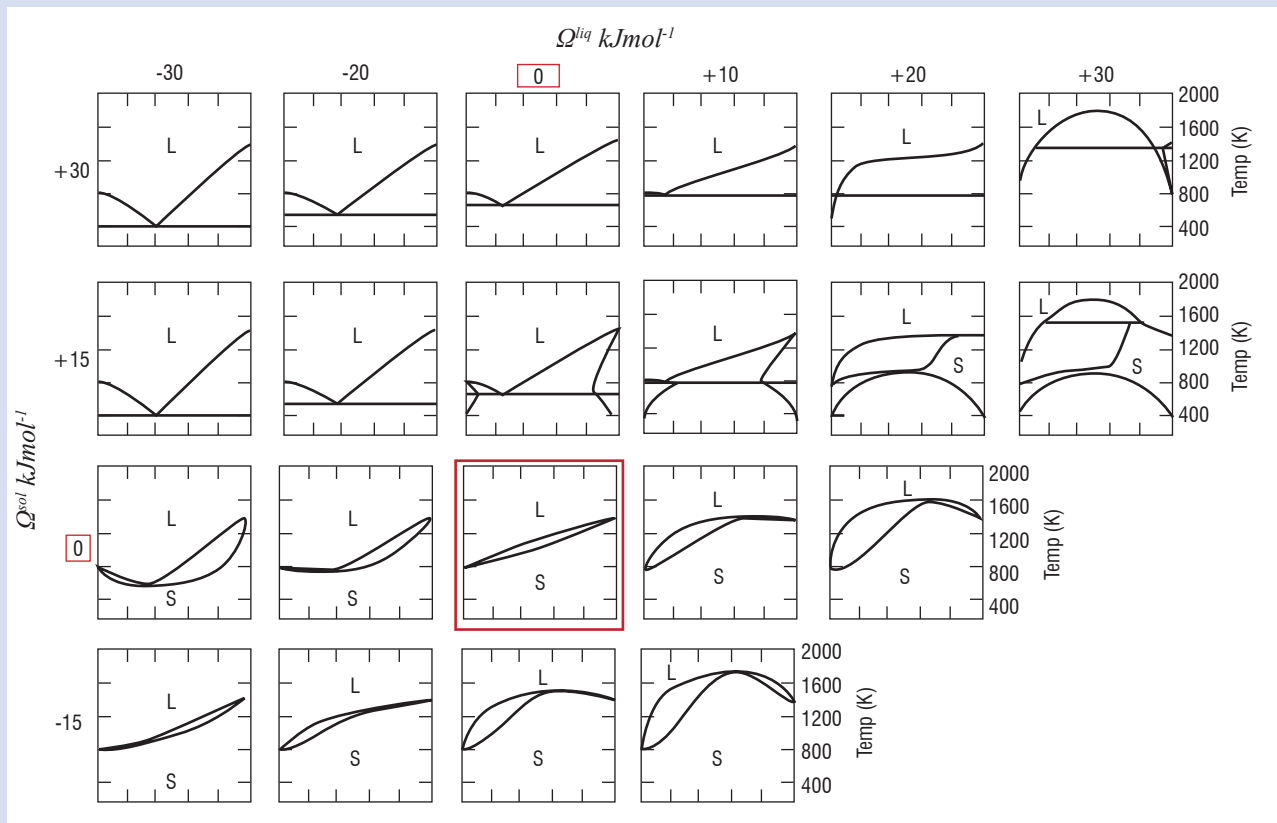 Ωˡⁱq kJmol⁻¹
-30 -20 0 +10 +20 +30
+30 L L L L L L 2000 1600 1200 800 400 Temp (K)
+15 L L L L L S L S 2000 1600 1200 800 400 Temp (K)
Ωˢᵒˡ kJmol⁻¹
0 L S L S L S L S L S 2000 1600 1200 800 400 Temp (K)
-15 L S L S L S L S 2000 1600 1200 800 400 Temp (K)